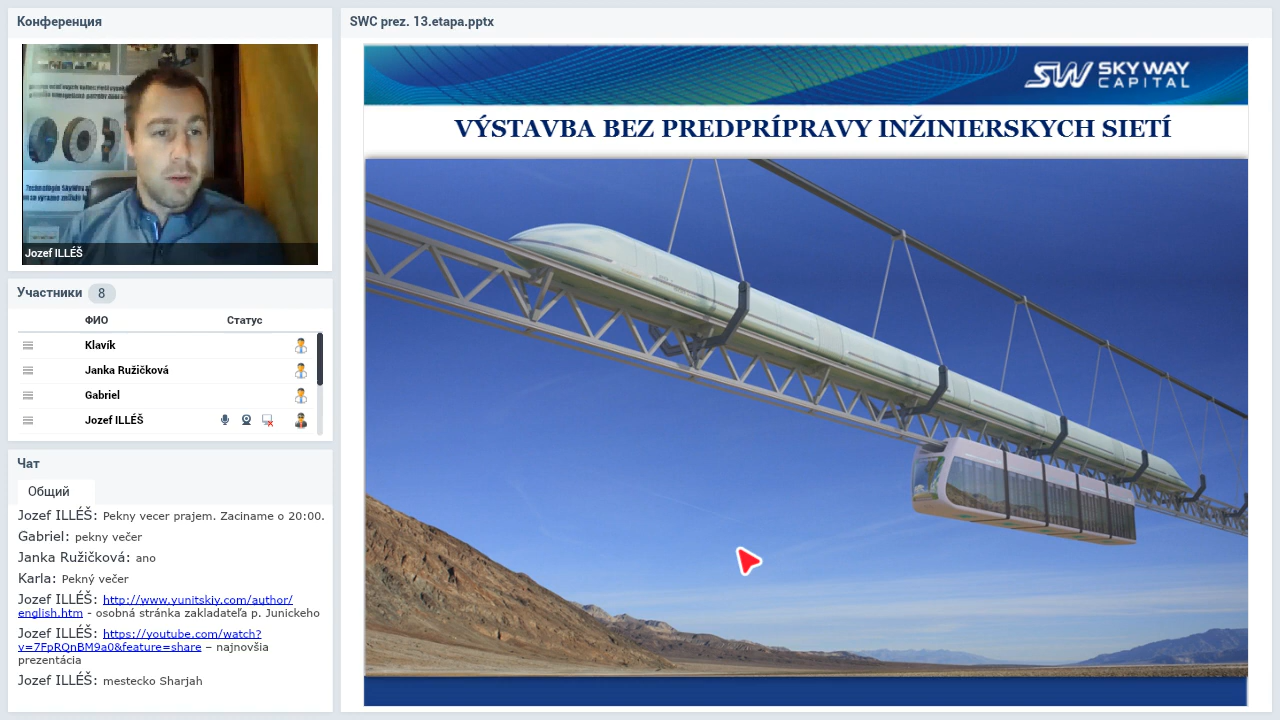 Конференция
Jozef ILLÉŠ
Участники 8
ФИО Статус
Klavík
Janka Ružičková
Gabriel
Jozef ILLÉŠ
Чат
Общий
Jozef ILLÉŠ: Pekny vecer prajem. Zaciname o 20:00.
Gabriel: pekny večer
Janka Ružičková: ano
Karla: Pekný večer
Jozef ILLÉŠ: http://www.yunitskiy.com/author/
english.htm - osobná stránka zakladateľa p. Junickeho
Jozef ILLÉŠ: https://youtube.com/watch?
v=7FpRQnBM9a0&feature=share – najnovšia
prezentácia
Jozef ILLÉŠ: mestecko Sharjah
SWC prez. 13.etapa.pptx
SW SKY WAY
CAPITAL
VÝSTAVBA BEZ PREDPRÍPRAVY INŽINIERSKYCH SIETÍ